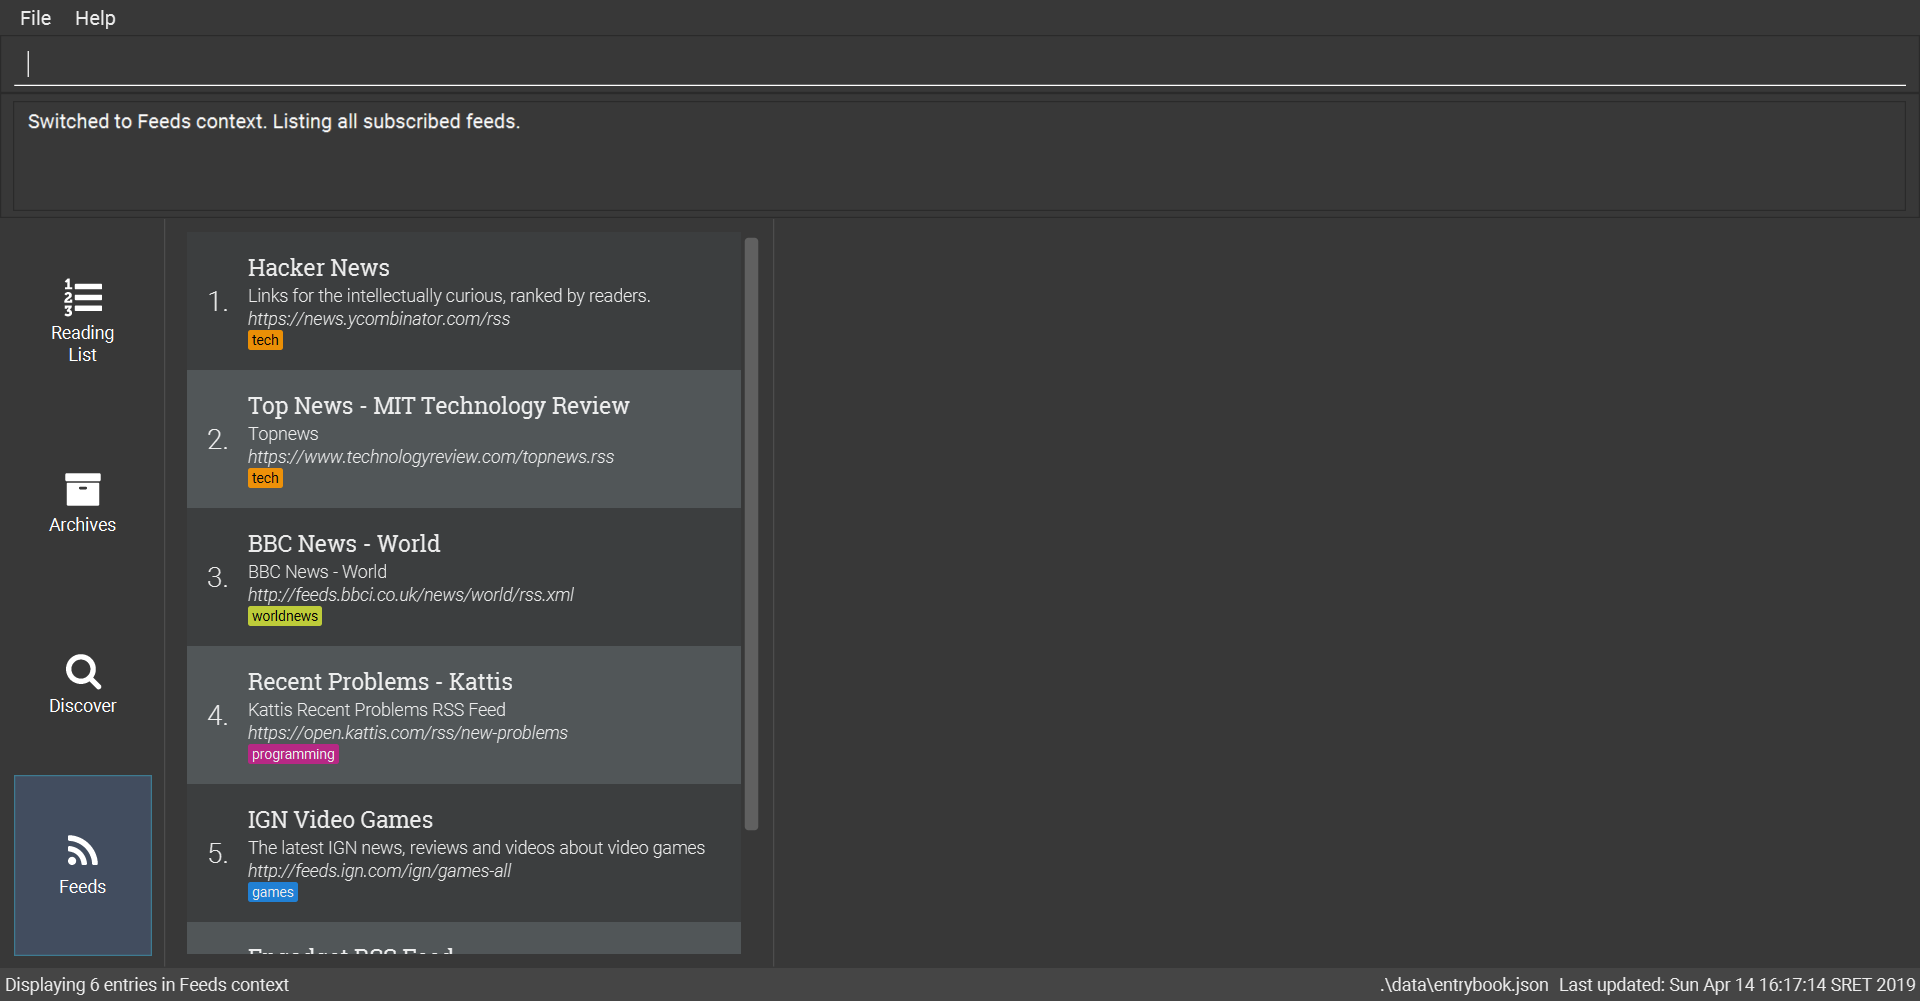 File Help
Switched to Feeds context. Listing all subscribed feeds.
Reading
List
Archives
Discover
Feeds
1.
Hacker News
Links for the intellectually curious, ranked by readers.
https://news.ycombinator.com/rss
tech
2.
Top News - MIT Technology Review
Topnews
https://www.technologyreview.com/topnews.rss
tech
3.
BBC News - World
BBC News - World
http://feeds.bbci.co.uk/news/world/rss.xml
worldnews
4.
Recent Problems - Kattis
Kattis Recent Problems RSS Feed
https://open.kattis.com/rss/new-problems
programming
5.
IGN Video Games
The latest IGN news, reviews and videos about video games
http://feeds.ign.com/ign/games-all
games
Engadget RSS Feed
Displaying 6 entries in Feeds context
.\data\entrybook.json Last updated: Sun Apr 14 16:17:14 SRET 2019